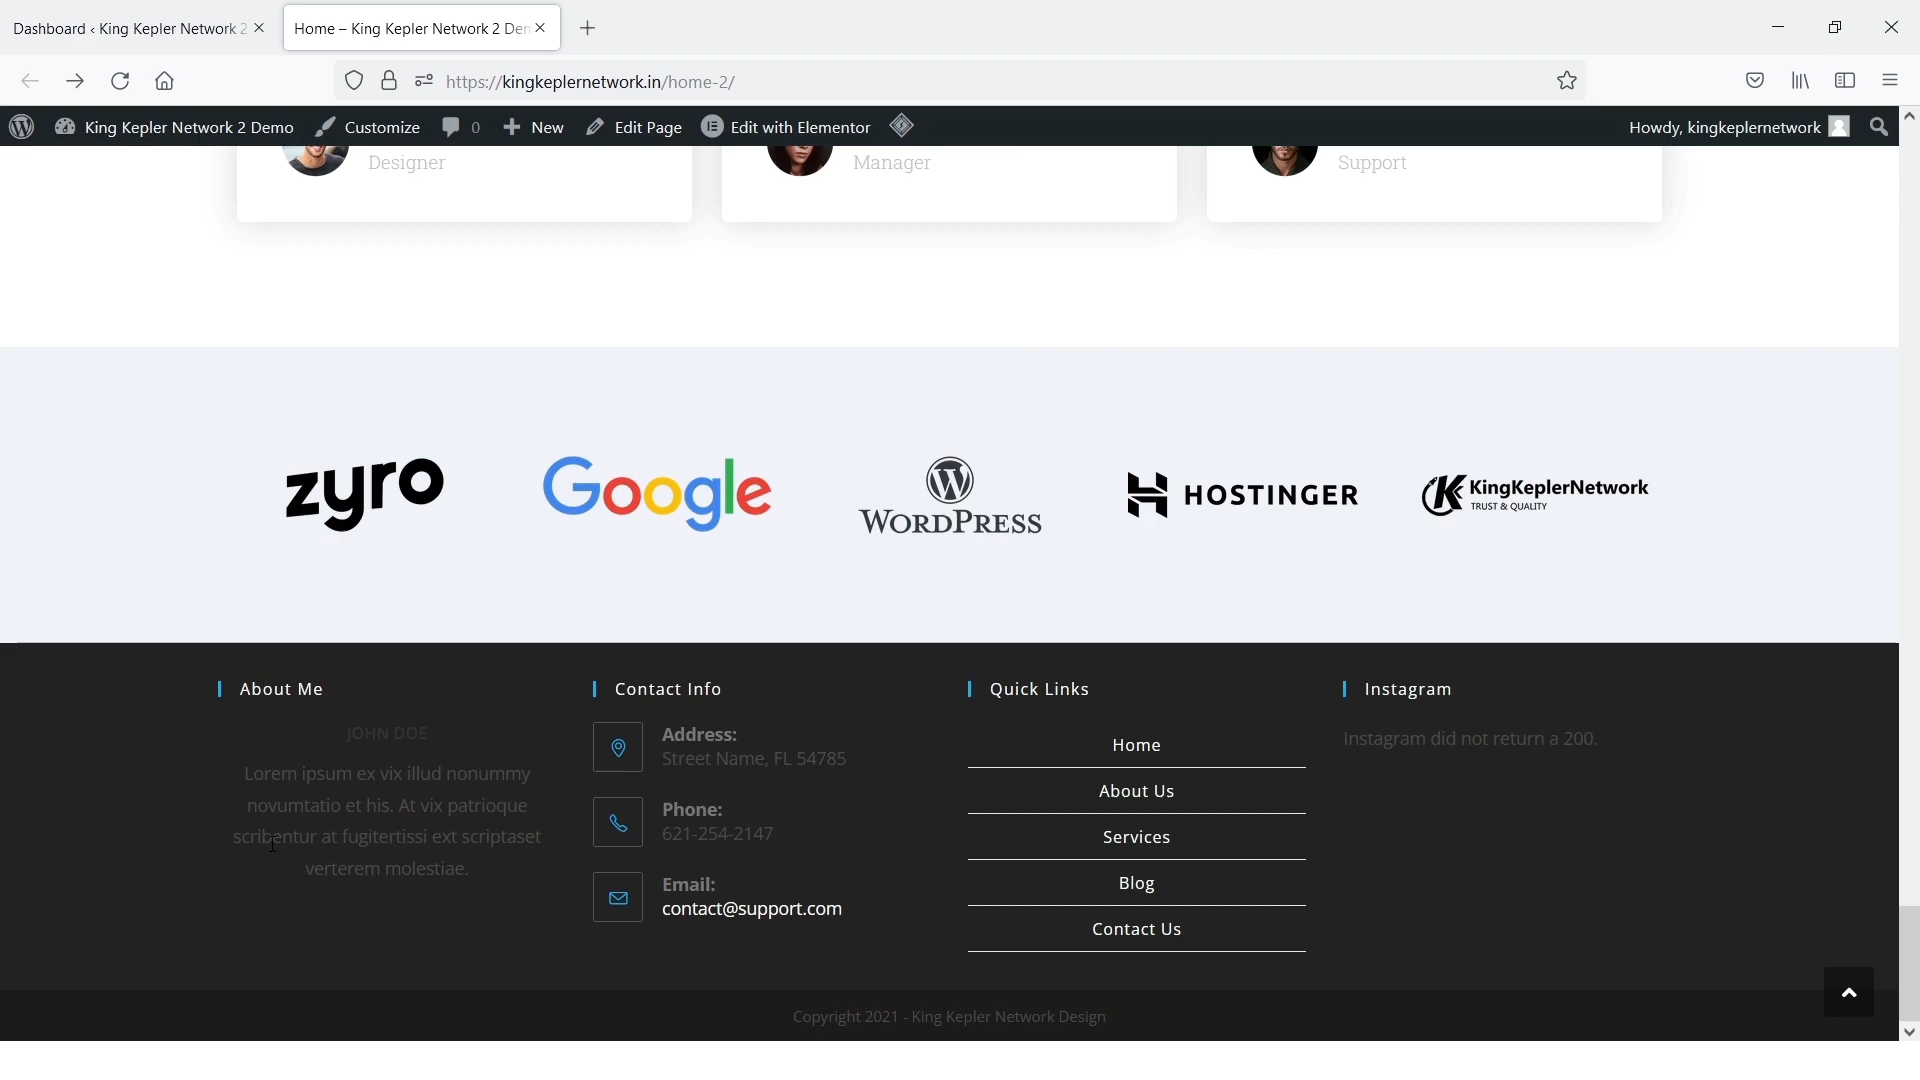 Dashboard ‹ King Kepler Network 2
Home – King Kepler Network 2 Dem
https://kingkeplernetwork.in/home-2/
King Kepler Network 2 Demo
Customize
0
New
Edit Page
Edit with Elementor
Howdy, kingkeplernetwork
Designer
Manager
Support
zyro
Google
WORDPRESS
HOSTINGER
KingKeplerNetwork
TRUST & QUALITY
About Me
JOHN DOE
Lorem ipsum ex vix illud nonummy
novumtatio et his. At vix patrioque
scribentur at fugitertissi ext scriptaset
verterem molestiae.
Contact Info
Address:
Street Name, FL 54785
Phone:
621-254-2147
Email:
contact@support.com
Quick Links
Home
About Us
Services
Blog
Contact Us
Instagram
Instagram did not return a 200.
Copyright 2021 - King Kepler Network Design